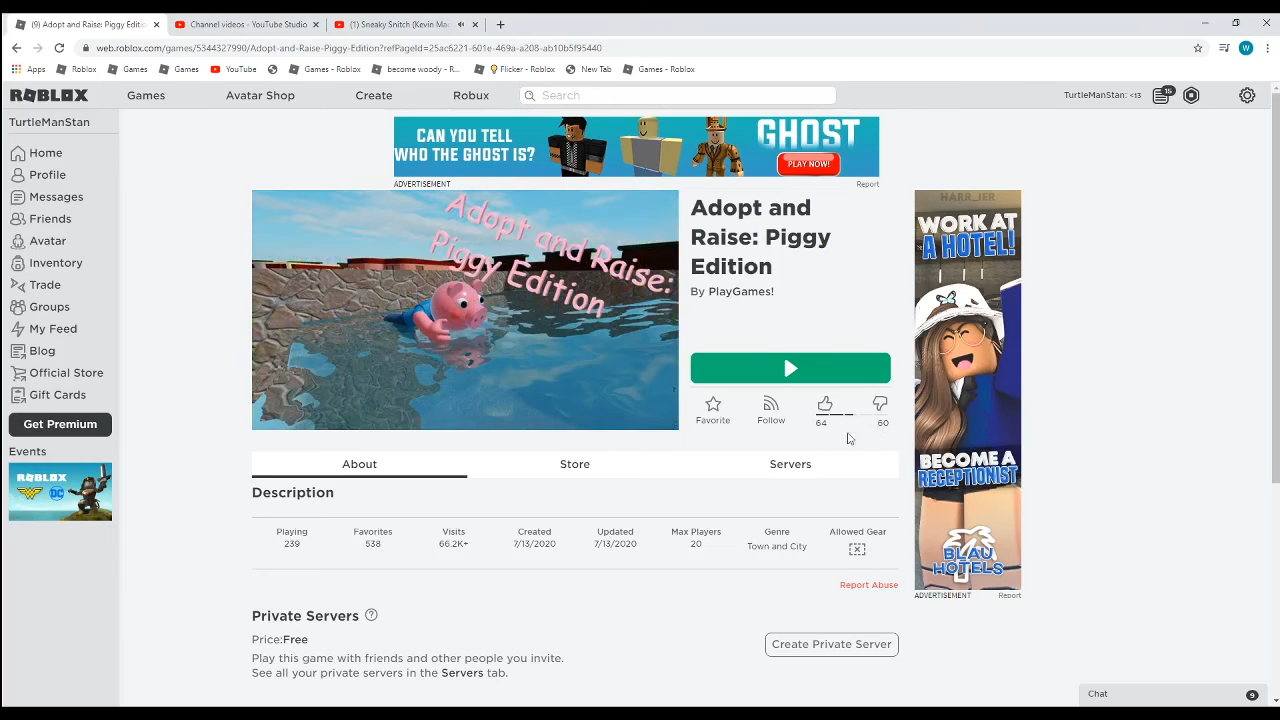 (9) Adopt and Raise: Piggy Editio
Channel videos - YouTube Studio
(1) Sneaky Snitch (Kevin Mac
web.roblox.com/games/5344327990/Adopt-and-Raise-Piggy-Edition?refPageId=25ac6221-601e-469a-a208-ab10b5f95440
W
Apps
Roblox
Games
Games
YouTube
Games - Roblox
become woody - R...
Flicker - Roblox
New Tab
Games - Roblox
ROBLOX
Games
Avatar Shop
Create
Robux
Search
TurtleManStan: <13
15
TurtleManStan
Home
Profile
Messages
Friends
Avatar
Inventory
Trade
Groups
My Feed
Blog
Official Store
Gift Cards
Get Premium
Events
ROBLOX
DC
CAN YOU TELL
WHO THE GHOST IS?
GHOST
PLAY NOW!
ADVERTISEMENT
Report
Adopt and Raise:
Piggy Edition
Adopt and
Raise: Piggy
Edition
By PlayGames!
Favorite
Follow
64
60
About
Store
Servers
Description
Playing
239
Favorites
538
Visits
66.2K+
Created
7/13/2020
Updated
7/13/2020
Max Players
20
Genre
Town and City
Allowed Gear
Report Abuse
Private Servers
Price:Free
Create Private Server
Play this game with friends and other people you invite.
See all your private servers in the Servers tab.
HARR_IER
WORK AT
A HOTEL!
BECOME A
RECEPTIONIST
BLAU
HOTELS
ADVERTISEMENT
Report
Chat
9